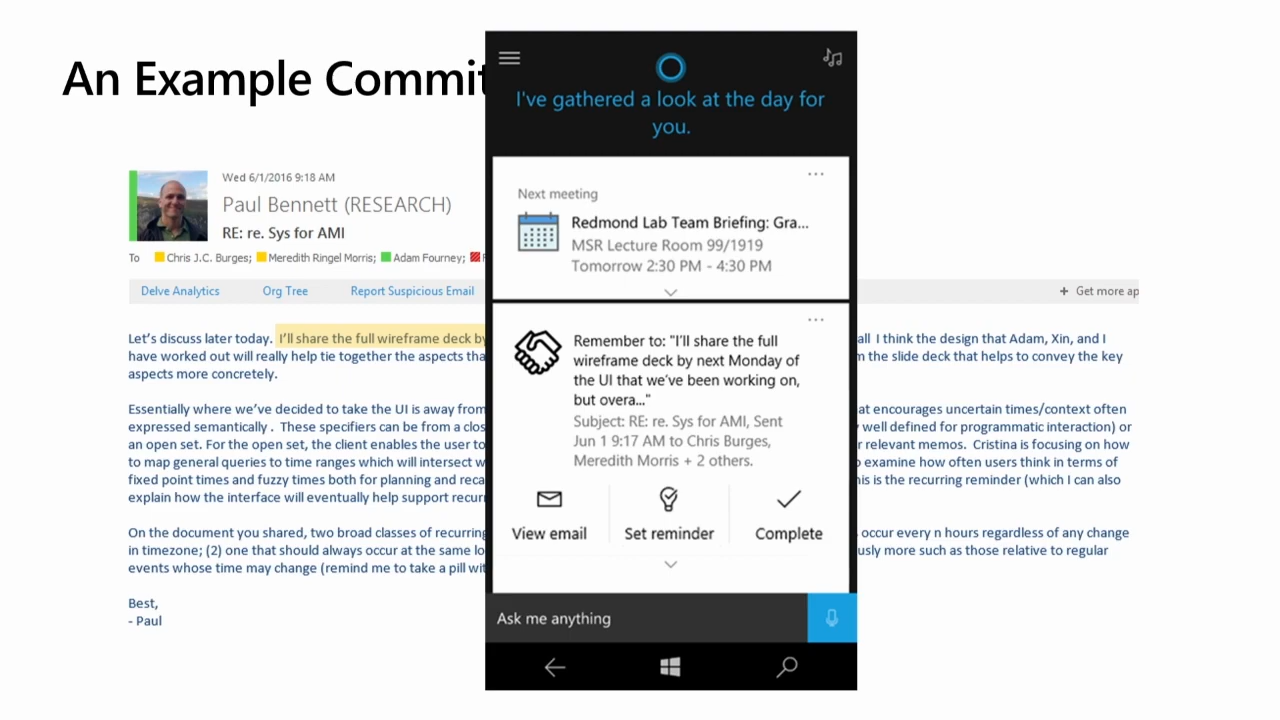 An Example Commit
Wed 6/1/2016 9:18 AM
Paul Bennett (RESEARCH)
RE: re. Sys for AMI
To Chris J.C. Burges; Meredith Ringel Morris; Adam Fourney;
Delve Analytics Org Tree Report Suspicious Email + Get more ap
Let's discuss later today. I'll share the full wireframe deck by all I think the design that Adam, Xin, and I
have worked out will really help tie together the aspects tha m the slide deck that helps to convey the key
aspects more concretely.
Essentially where we've decided to take the UI is away from at encourages uncertain times/context often
expressed semantically . These specifiers can be from a clos well defined for programmatic interaction) or
an open set. For the open set, the client enables the user to r relevant memos. Cristina is focusing on how
to map general queries to time ranges which will intersect w o examine how often users think in terms of
fixed point times and fuzzy times both for planning and reca his is the recurring reminder (which I can also
explain how the interface will eventually help support recur
On the document you shared, two broad classes of recurring occur every n hours regardless of any change
in timezone; (2) one that should always occur at the same lo usly more such as those relative to regular
events whose time may change (remind me to take a pill wit
Best,
- Paul
I've gathered a look at the day for
you.
Next meeting
Redmond Lab Team Briefing: Gra...
MSR Lecture Room 99/1919
Tomorrow 2:30 PM - 4:30 PM
Remember to: "I'll share the full
wireframe deck by next Monday of
the UI that we've been working on,
but overa..."
Subject: RE: re. Sys for AMI, Sent
Jun 1 9:17 AM to Chris Burges,
Meredith Morris + 2 others.
View email Set reminder Complete
Ask me anything